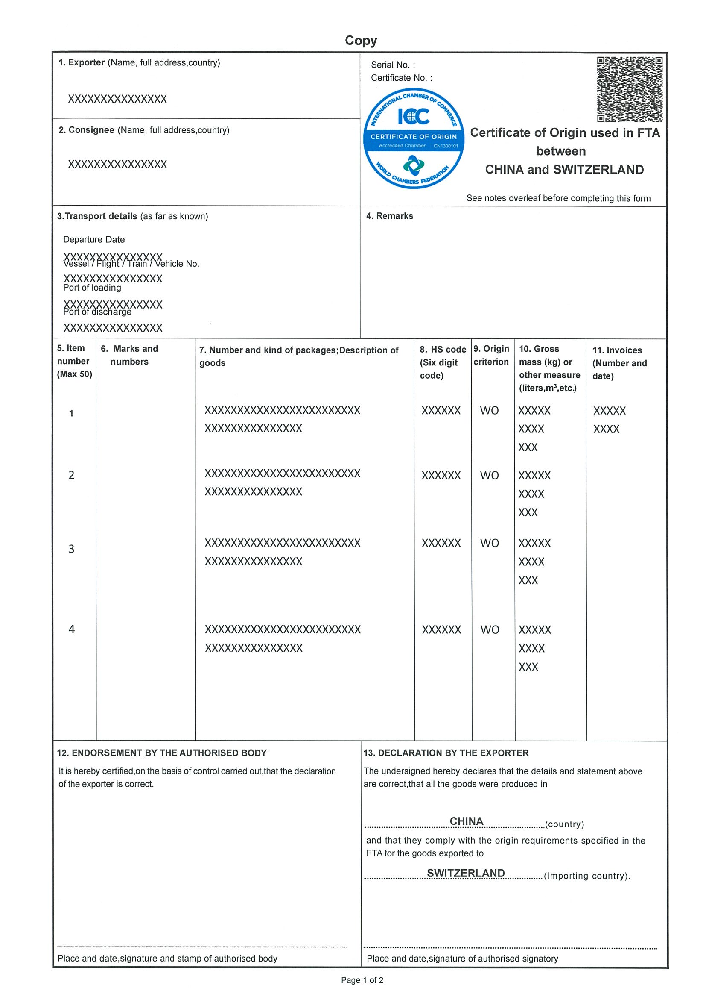 Copy
1. Exporter (Name, full address,country)
XXXXXXXXXXXXXXX
Serial No. :
Certificate No. :
INTERNATIONAL CHAMBER OF COMMERCE
ICC
CERTIFICATE OF ORIGIN
Accredited Chamber CN1300101
WORLD CHAMBERS FEDERATION
Certificate of Origin used in FTA
between
CHINA and SWITZERLAND
See notes overleaf before completing this form
2. Consignee (Name, full address,country)
XXXXXXXXXXXXXXX
3.Transport details (as far as known)
Departure Date
XXXXXXXXXXXXXXX
Vessel / Flight / Train / Vehicle No.
XXXXXXXXXXXXXXX
Port of loading
XXXXXXXXXXXXXXX
Port of discharge
XXXXXXXXXXXXXXX
4. Remarks
5. Item
number
(Max 50)
6. Marks and
numbers
7. Number and kind of packages;Description of
goods
8. HS code
(Six digit
code)
9. Origin
criterion
10. Gross
mass (kg) or
other measure
(liters,m³,etc.)
11. Invoices
(Number and
date)
1
XXXXXXXXXXXXXXXXXXXXXXXX
XXXXXXXXXXXXXXX
XXXXXX
WO
XXXXX
XXXX
XXX
XXXXX
XXXX
2
XXXXXXXXXXXXXXXXXXXXXXXX
XXXXXXXXXXXXXXX
XXXXXX
WO
XXXXX
XXXX
XXX
3
XXXXXXXXXXXXXXXXXXXXXXXX
XXXXXXXXXXXXXXX
XXXXXX
WO
XXXXX
XXXX
XXX
4
XXXXXXXXXXXXXXXXXXXXXXXX
XXXXXXXXXXXXXXX
XXXXXX
WO
XXXXX
XXXX
XXX
12. ENDORSEMENT BY THE AUTHORISED BODY
It is hereby certified,on the basis of control carried out,that the declaration
of the exporter is correct.
Place and date,signature and stamp of authorised body
13. DECLARATION BY THE EXPORTER
The undersigned hereby declares that the details and statement above
are correct,that all the goods were produced in
CHINA (country)
and that they comply with the origin requirements specified in the
FTA for the goods exported to
SWITZERLAND (Importing country).
Place and date,signature of authorised signatory
Page 1 of 2